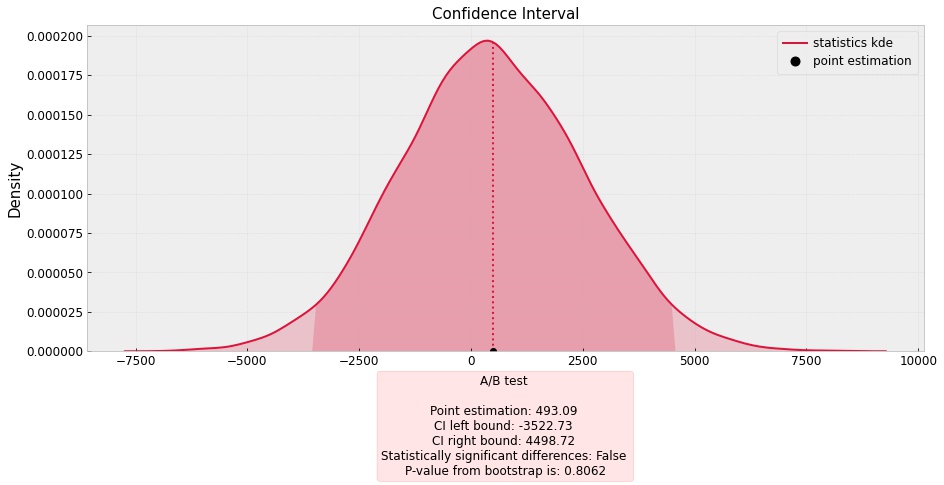 Confidence Interval
statistics kde
point estimation
Density
0.000200
0.000175
0.000150
0.000125
0.000100
0.000075
0.000050
0.000025
0.000000
−7500 −5000 −2500 0 2500 5000 7500 10000
A/B test
Point estimation: 493.09
CI left bound: -3522.73
CI right bound: 4498.72
Statistically significant differences: False
P-value from bootstrap is: 0.8062